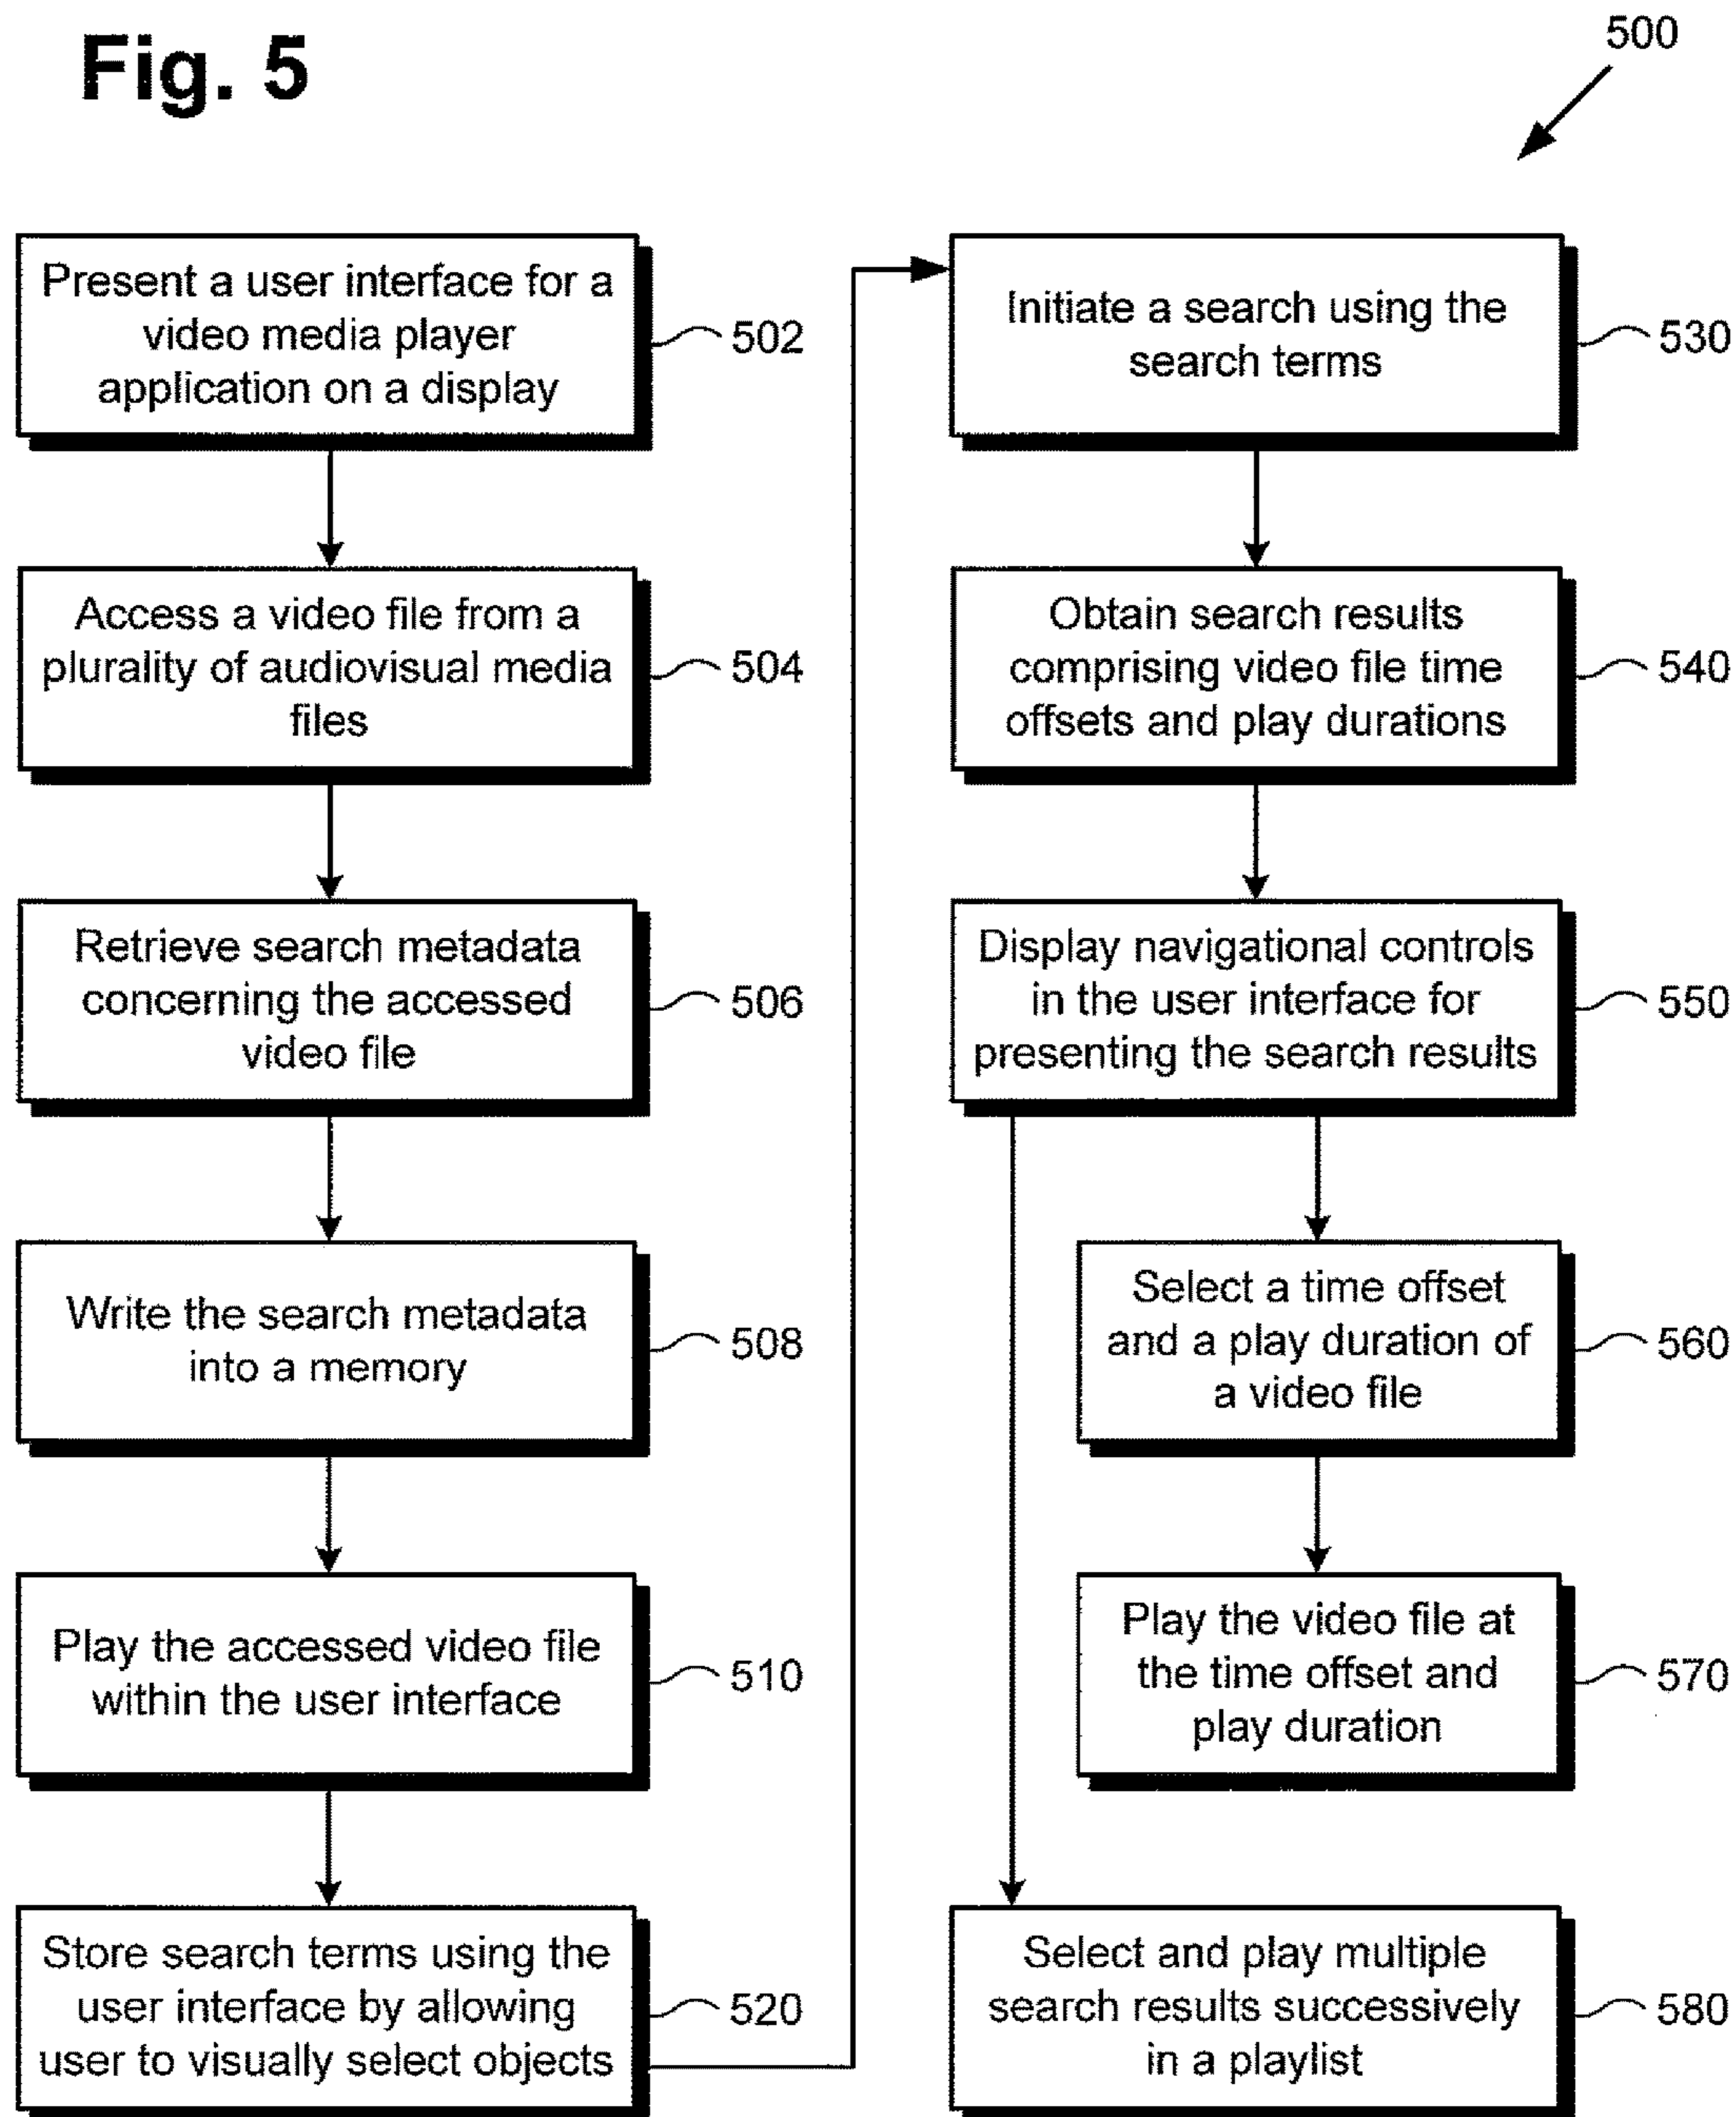 Fig. 5
500
Present a user interface for a
video media player
application on a display
502
Access a video file from a
plurality of audiovisual media
files
504
Retrieve search metadata
concerning the accessed
video file
506
Write the search metadata
into a memory
508
Play the accessed video file
within the user interface
510
Store search terms using the
user interface by allowing
user to visually select objects
520
Initiate a search using the
search terms
530
Obtain search results
comprising video file time
offsets and play durations
540
Display navigational controls
in the user interface for
presenting the search results
550
Select a time offset
and a play duration of
a video file
560
Play the video file at
the time offset and
play duration
570
Select and play multiple
search results successively
in a playlist
580